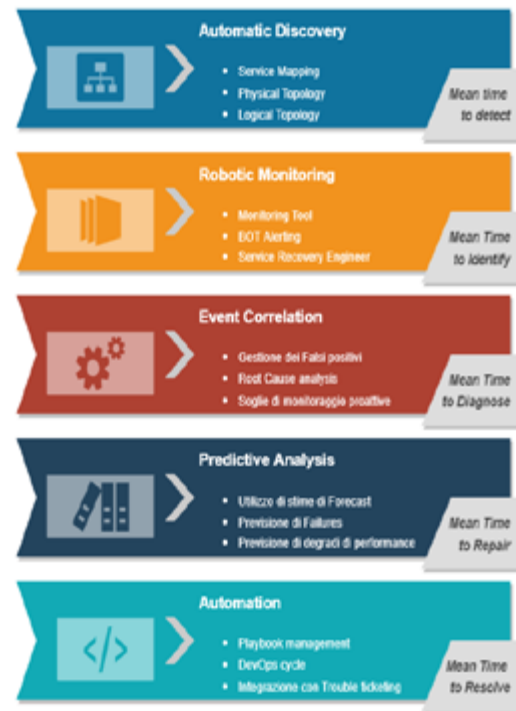 Automatic Discovery
• Service Mapping
• Physical Topology
• Logical Topology
Mean time
to detect
Robotic Monitoring
• Monitoring Tool
• BOT Alerting
• Service Recovery Engineer
Mean Time
to Identify
Event Correlation
• Gestione dei Falsi positivi
• Root Cause analysis
• Soglie di monitoraggio proattive
Mean Time
to Diagnose
Predictive Analysis
• Utilizzo di stime di Forecast
• Previsione di Failures
• Previsione di degradi di performance
Mean Time
to Repair
Automation
• Playbook management
• DevOps cycle
• Integrazione con Trouble ticketing
Mean Time
to Resolve